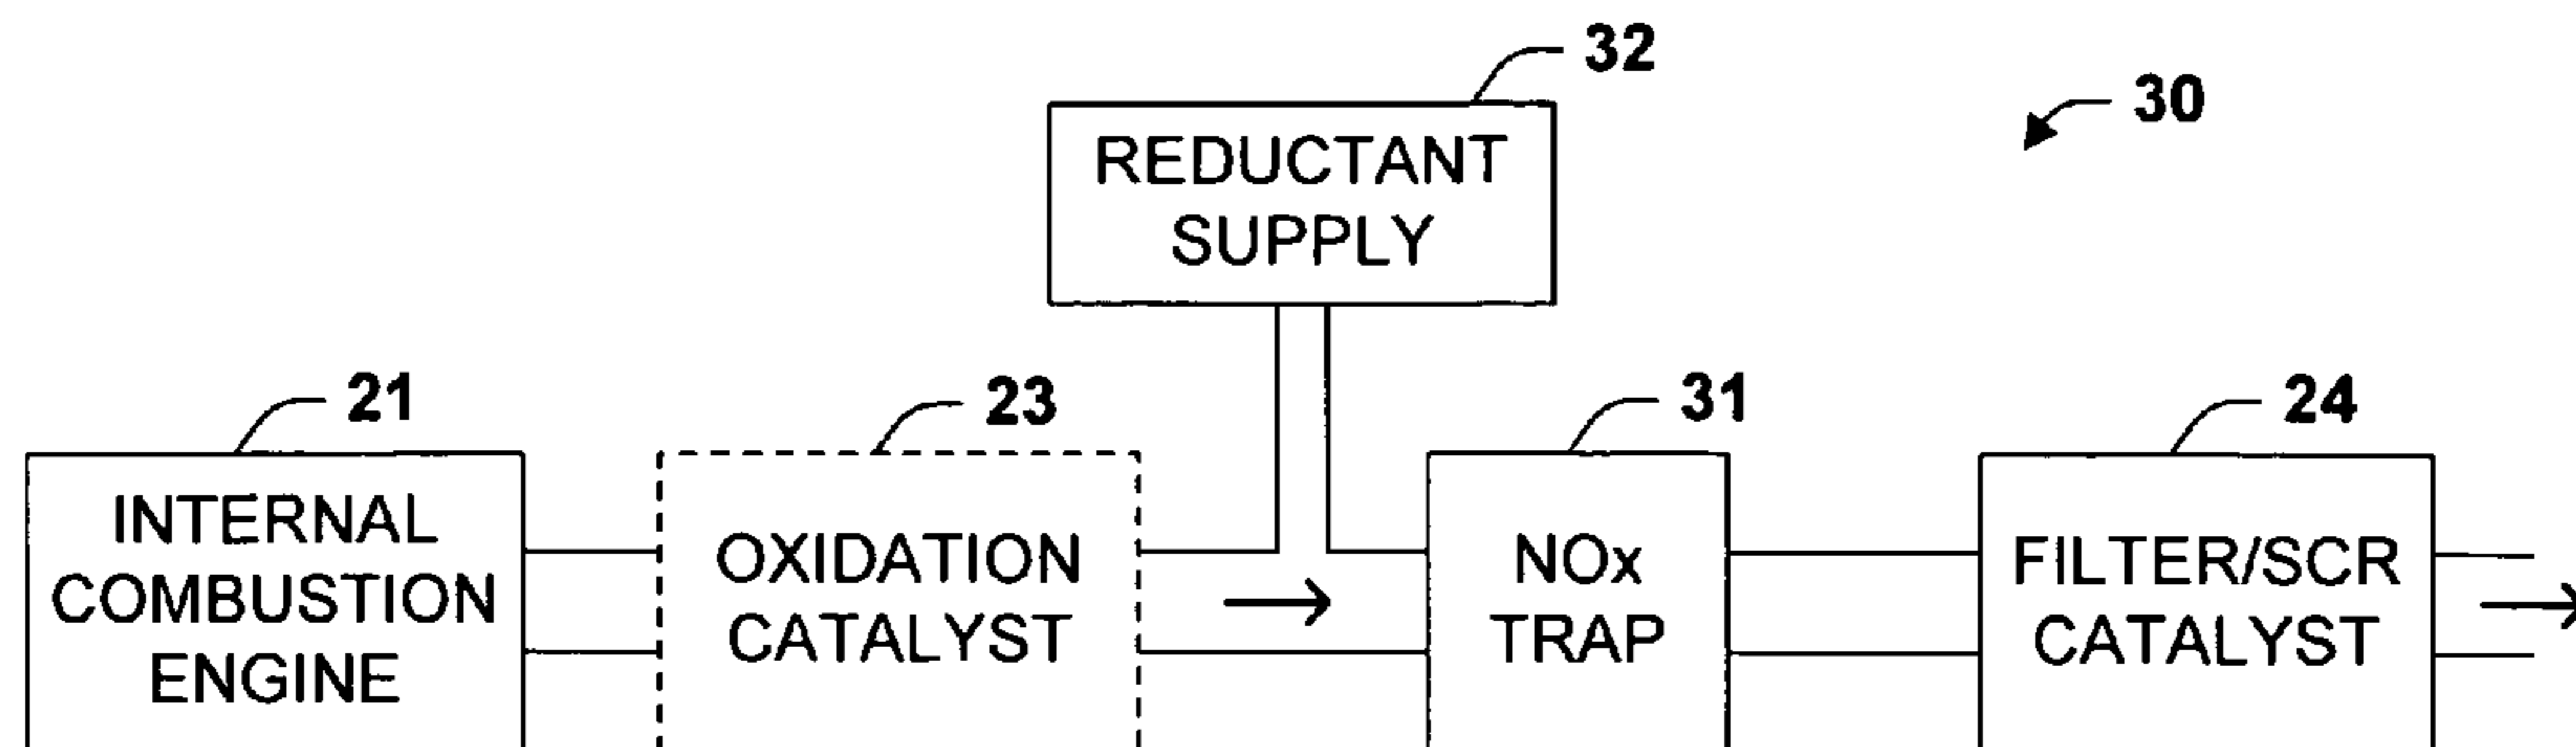 32
30
REDUCTANT
SUPPLY
21
23
31
24
INTERNAL
COMBUSTION
ENGINE
OXIDATION
CATALYST
NOx
TRAP
FILTER/SCR
CATALYST